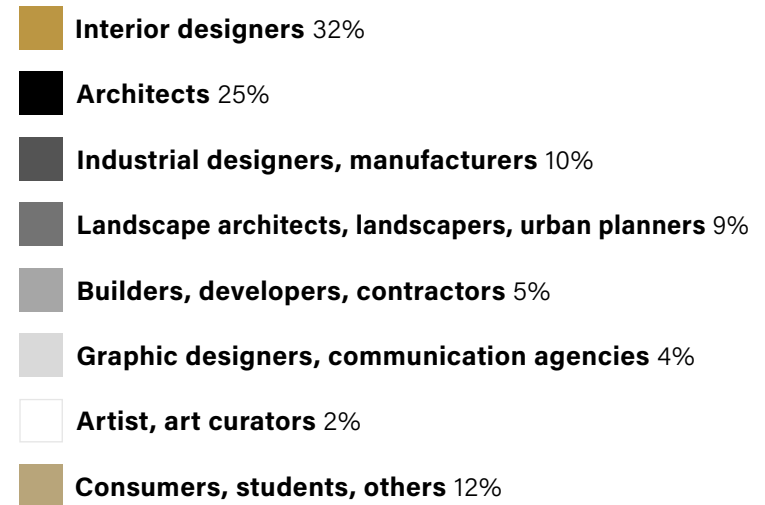 Interior designers 32%
Architects 25%
Industrial designers, manufacturers 10%
Landscape architects, landscapers, urban planners 9%
Builders, developers, contractors 5%
Graphic designers, communication agencies 4%
Artist, art curators 2%
Consumers, students, others 12%